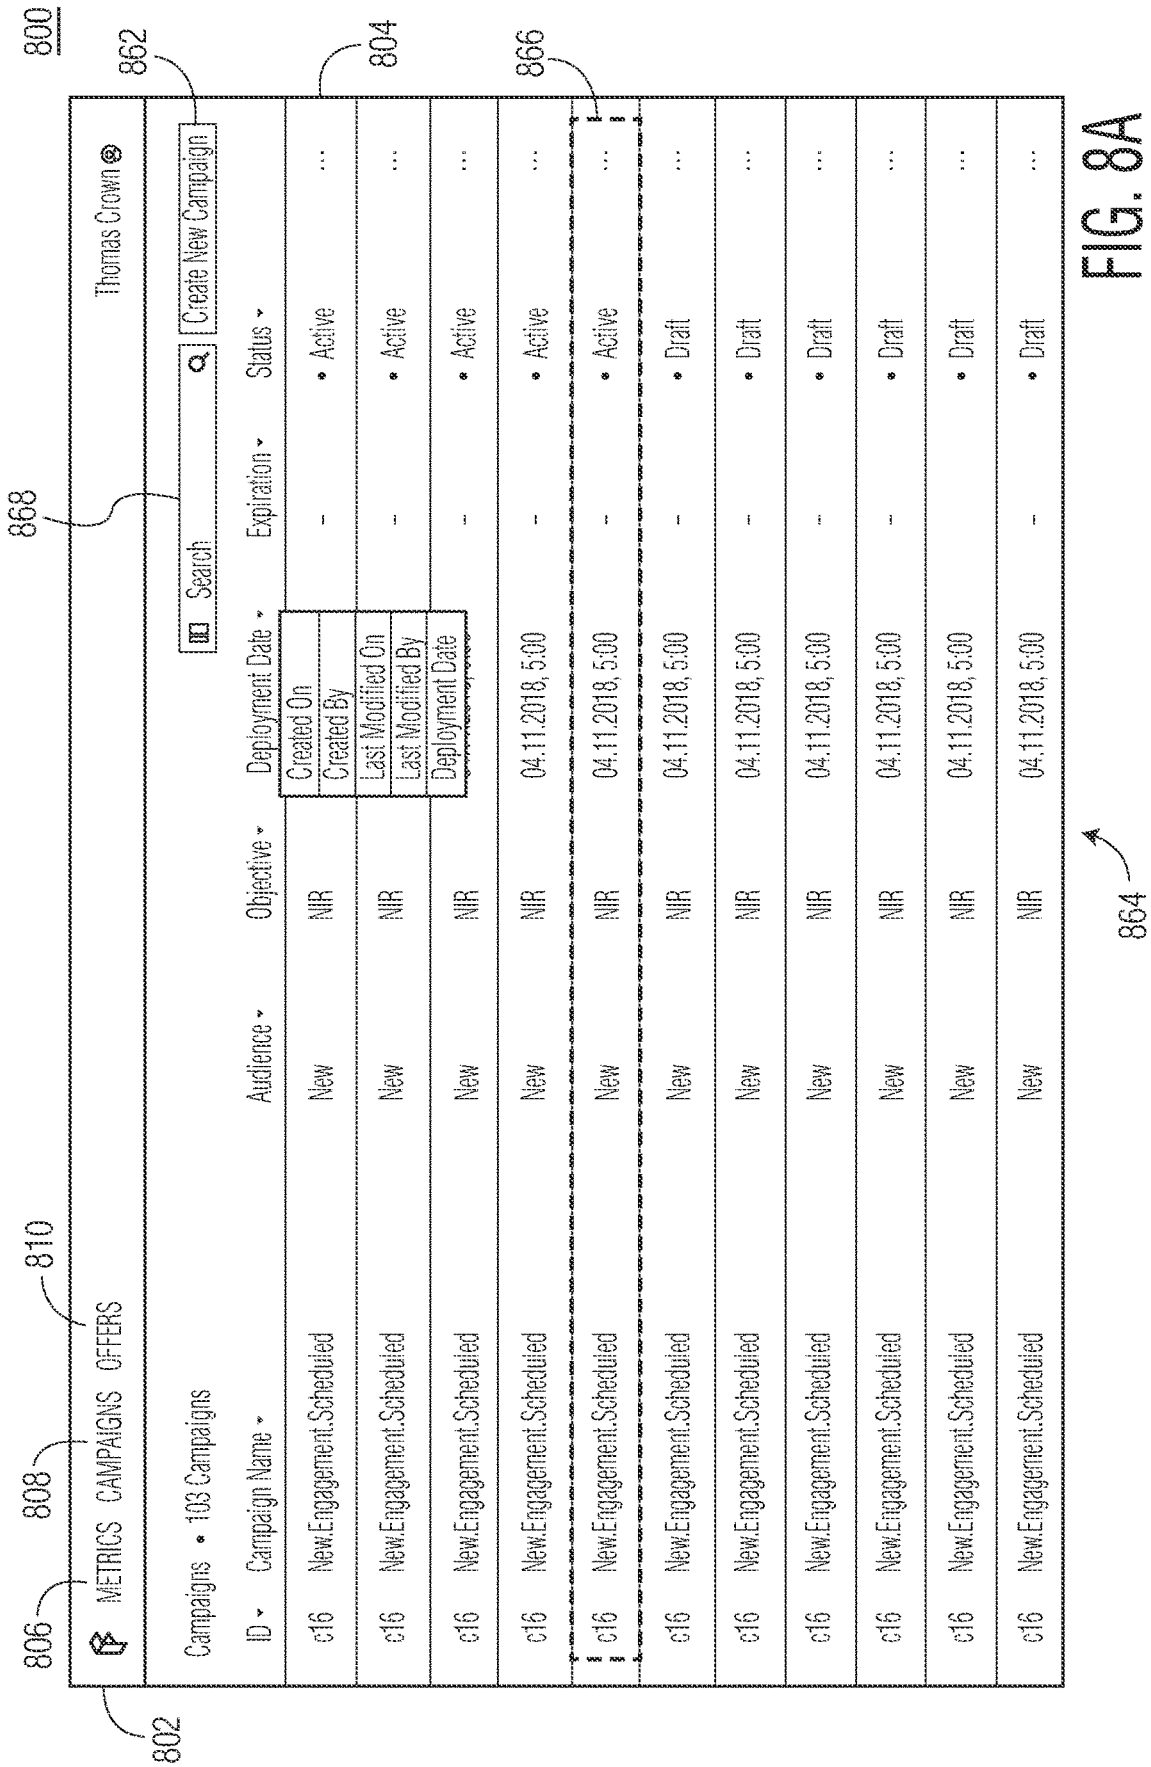 800
802
806
808
810
868
862
804
866
METRICS CAMPAIGNS OFFERS Thomas Crown
Campaigns • 103 Campaigns Search Create New Campaign
ID Campaign Name Audience Objective Deployment Date Expiration Status
c16 New.Engagement.Scheduled New NIR – • Active ...
c16 New.Engagement.Scheduled New NIR – • Active ...
c16 New.Engagement.Scheduled New NIR – • Active ...
Created On
Created By
Last Modified On
Last Modified By
Deployment Date
c16 New.Engagement.Scheduled New NIR 04.11.2018, 5:00 – • Active ...
c16 New.Engagement.Scheduled New NIR 04.11.2018, 5:00 – • Active ...
c16 New.Engagement.Scheduled New NIR 04.11.2018, 5:00 – • Draft ...
c16 New.Engagement.Scheduled New NIR 04.11.2018, 5:00 – • Draft ...
c16 New.Engagement.Scheduled New NIR 04.11.2018, 5:00 – • Draft ...
c16 New.Engagement.Scheduled New NIR 04.11.2018, 5:00 – • Draft ...
c16 New.Engagement.Scheduled New NIR 04.11.2018, 5:00 • Draft ...
c16 New.Engagement.Scheduled New NIR 04.11.2018, 5:00 – • Draft ...
864
FIG. 8A